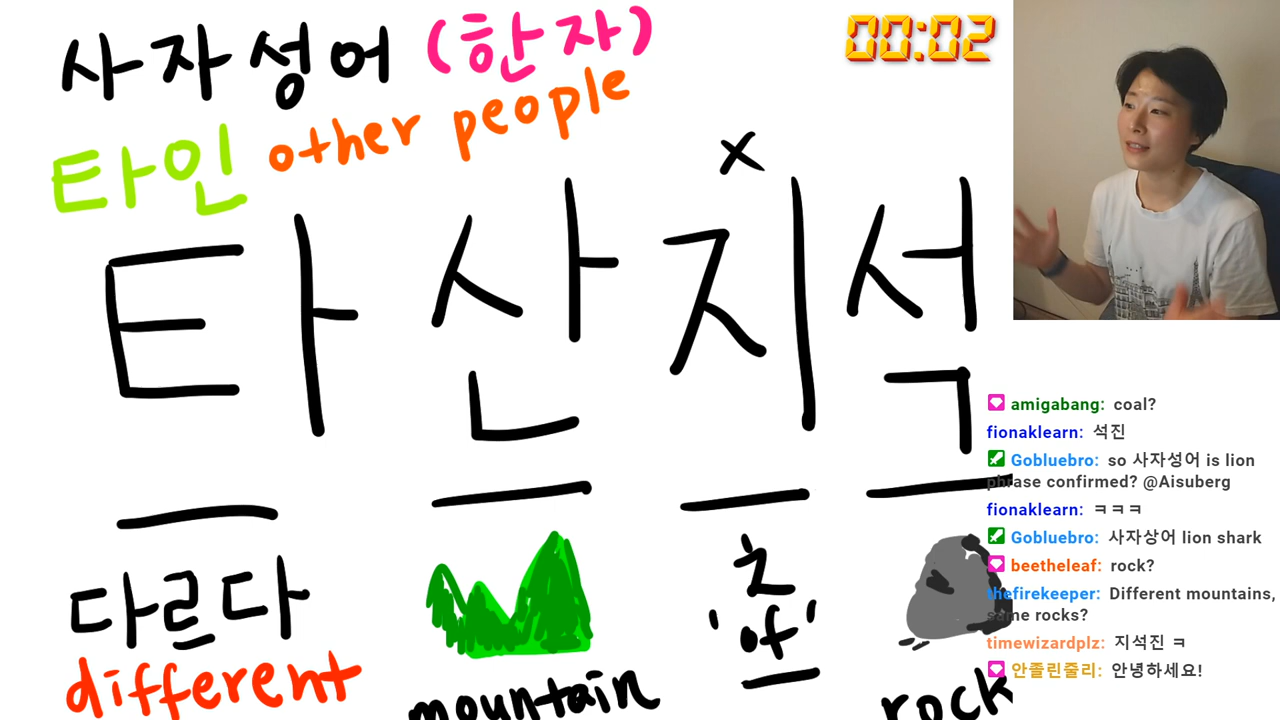 사자성어 (한자)
00:02
타인 other people
x
타 산 지 석
다르다
different
mountain
'of'
rock
amigabang: coal?
fionaklearn: 석진
Gobluebro: so 사자성어 is lion
phrase confirmed? @Aisuberg
fionaklearn: ㅋㅋㅋ
Gobluebro: 사자상어 lion shark
beetheleaf: rock?
thefirekeeper: Different mountains,
same rocks?
timewizardplz: 지석진 ㅋ
안졸린줄리: 안녕하세요!